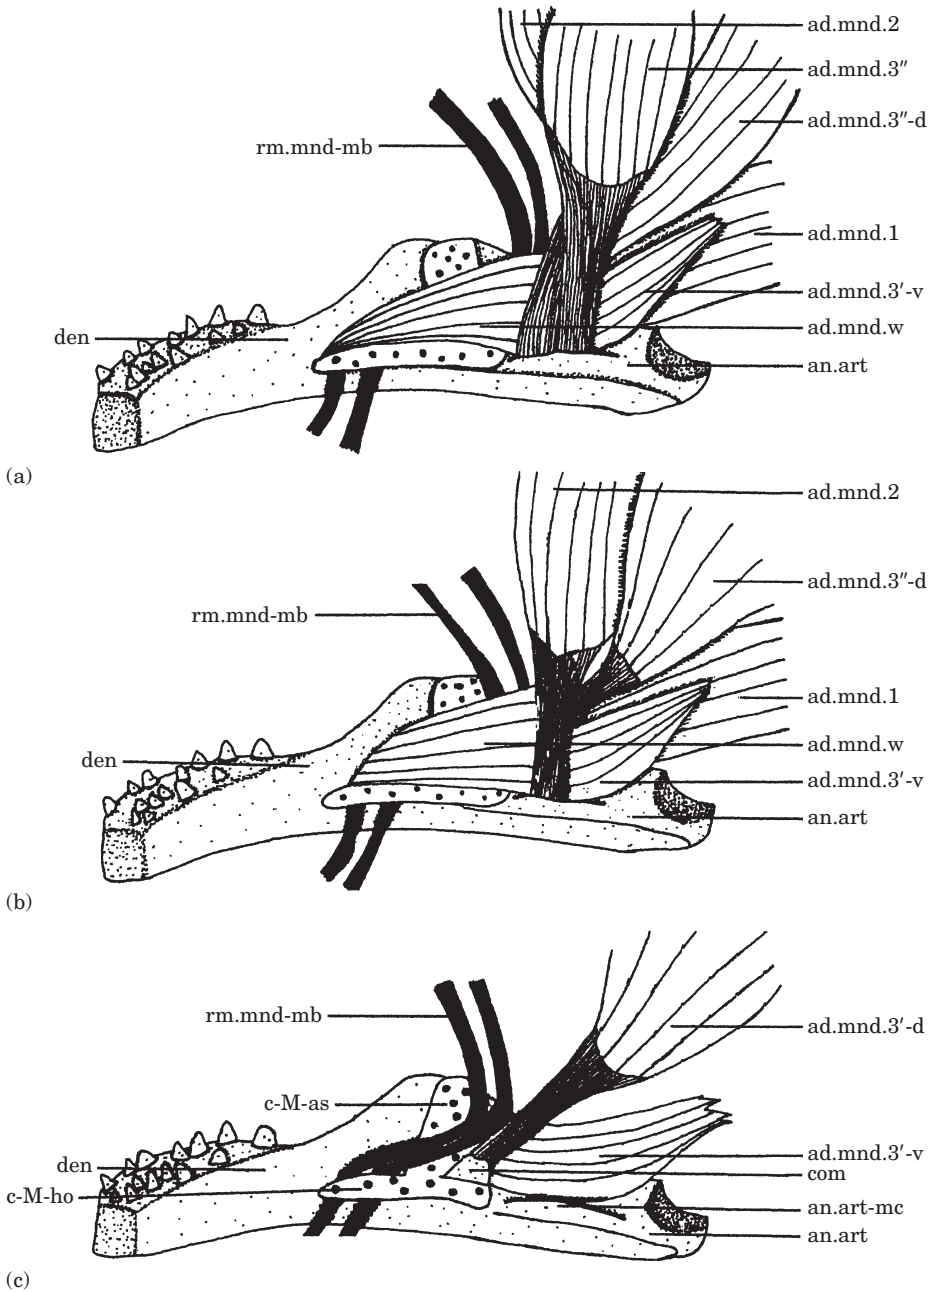 ad.mnd.2
ad.mnd.3″
ad.mnd.3″-d
rm.mnd-mb
ad.mnd.1
ad.mnd.3′-v
ad.mnd.w
den
an.art
(a)
ad.mnd.2
ad.mnd.3″-d
rm.mnd-mb
ad.mnd.1
ad.mnd.w
den
ad.mnd.3′-v
an.art
(b)
rm.mnd-mb
ad.mnd.3′-d
c-M-as
ad.mnd.3′-v
den
com
c-M-ho
an.art-mc
an.art
(c)